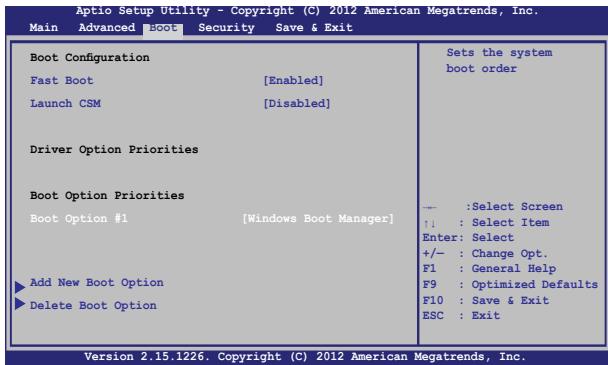 Aptio Setup Utility - Copyright (C) 2012 American Megatrends, Inc.
Main Advanced Boot Security Save & Exit
Boot Configuration
Fast Boot [Enabled]
Launch CSM [Disabled]
Driver Option Priorities
Boot Option Priorities
Boot Option #1 [Windows Boot Manager]
Add New Boot Option
Delete Boot Option
Sets the system
boot order
→← :Select Screen
↑↓ : Select Item
Enter: Select
+/— : Change Opt.
F1 : General Help
F9 : Optimized Defaults
F10 : Save & Exit
ESC : Exit
Version 2.15.1226. Copyright (C) 2012 American Megatrends, Inc.